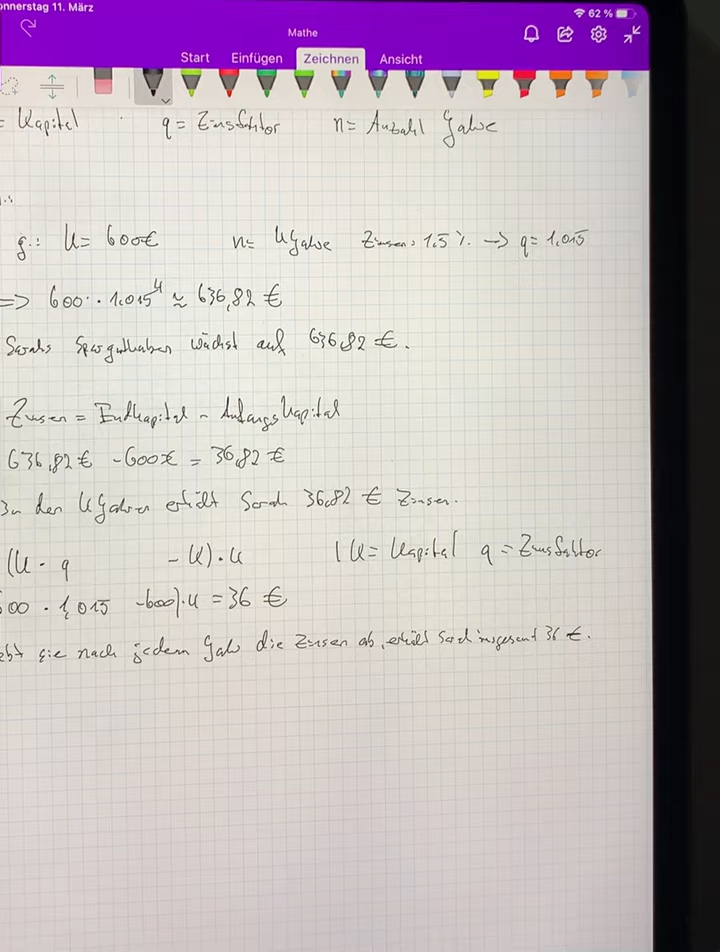 onnerstag 11. März
62 %
Mathe
Start Einfügen Zeichnen Ansicht
= Kapital q = Zinsfaktor n = Anzahl Jahre
g.: K = 600€ n = 4 Jahre Zinsen: 1,5 % -> q = 1,015
=> 600 · 1,015⁴ ≈ 636,82 €
Sarahs Sparguthaben wächst auf 636,82 €.
Zinsen = Endkapital - Anfangskapital
636,82 € - 600€ = 36,82 €
In den 4 Jahren erhält Sarah 36,82 € Zinsen.
(K · q - K) · 4 | K = Kapital q = Zinsfaktor
600 · 1,015 - 600) · 4 = 36 €
ebt sie nach jedem Jahr die Zinsen ab, erhält Sarah insgesamt 36 €.